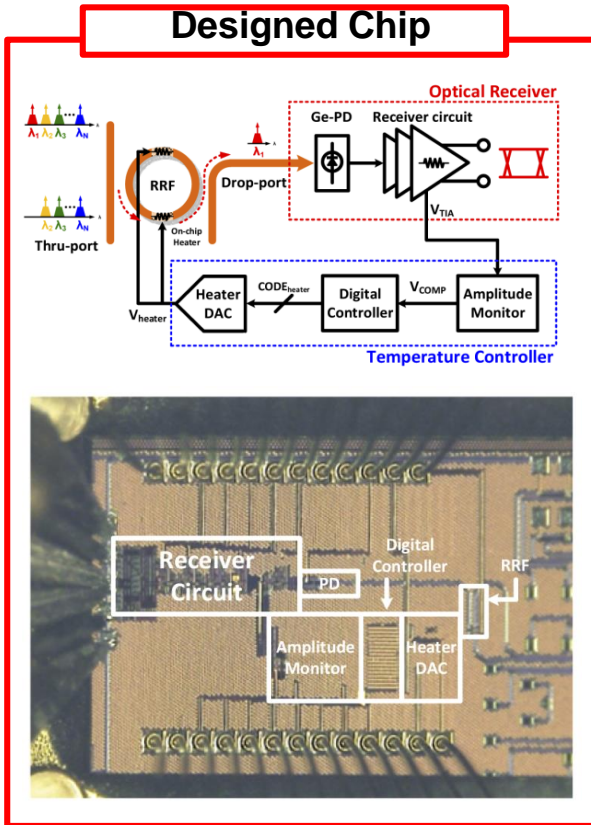 Designed Chip
Optical Receiver
Ge-PD
Receiver circuit
λ1 λ2 λ3 ... λN λ
λ1 λ
RRF
Drop-port
VTIA
λ2 λ3 ... λN λ
On-chip
Heater
Thru-port
Vheater
Heater
DAC
CODEheater
Digital
Controller
VCOMP
Amplitude
Monitor
Temperature Controller
Receiver
Circuit
PD
Digital
Controller
RRF
Amplitude
Monitor
Heater
DAC